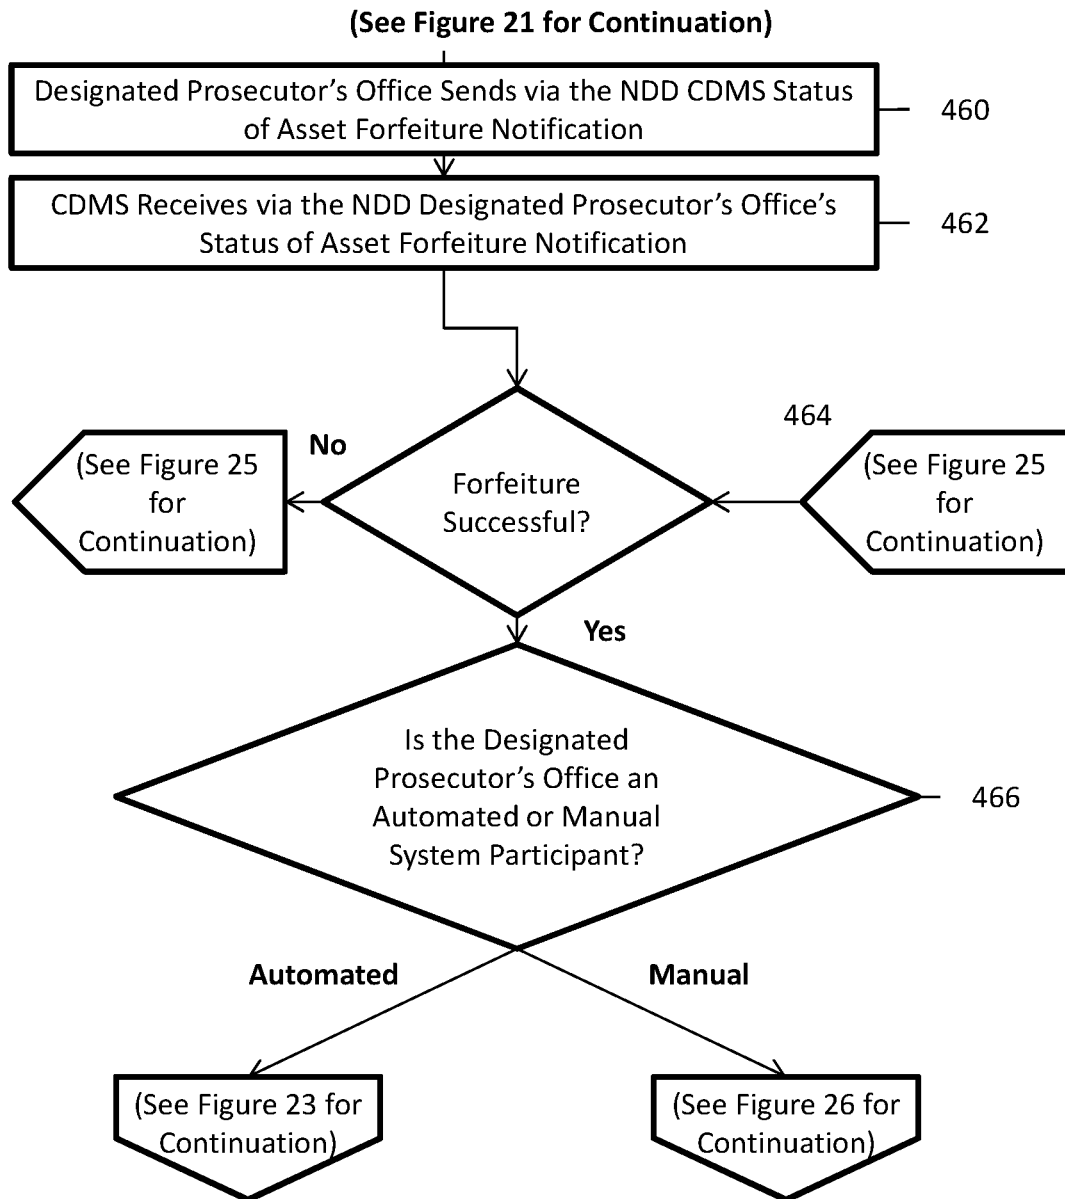 (See Figure 21 for Continuation)
Designated Prosecutor’s Office Sends via the NDD CDMS Status
of Asset Forfeiture Notification
460
CDMS Receives via the NDD Designated Prosecutor’s Office’s
Status of Asset Forfeiture Notification
462
464
No
(See Figure 25
for
Continuation)
Forfeiture
Successful?
(See Figure 25
for
Continuation)
Yes
Is the Designated
Prosecutor’s Office an
Automated or Manual
System Participant?
466
Automated
Manual
(See Figure 23 for
Continuation)
(See Figure 26 for
Continuation)